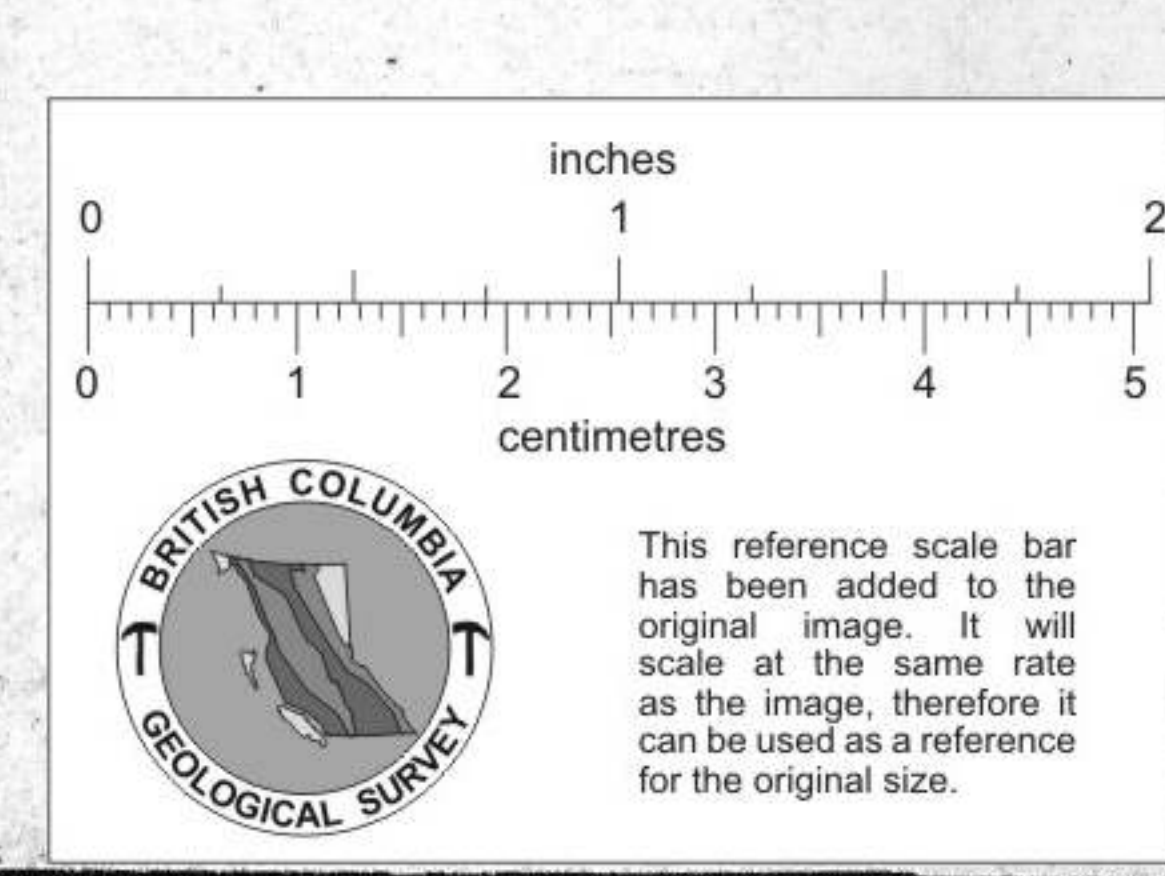 inches
0 1 2
0 1 2 3 4 5
centimetres
BRITISH COLUMBIA
GEOLOGICAL SURVEY
This reference scale bar
has been added to the
original image. It will
scale at the same rate
as the image, therefore it
can be used as a reference
for the original size.